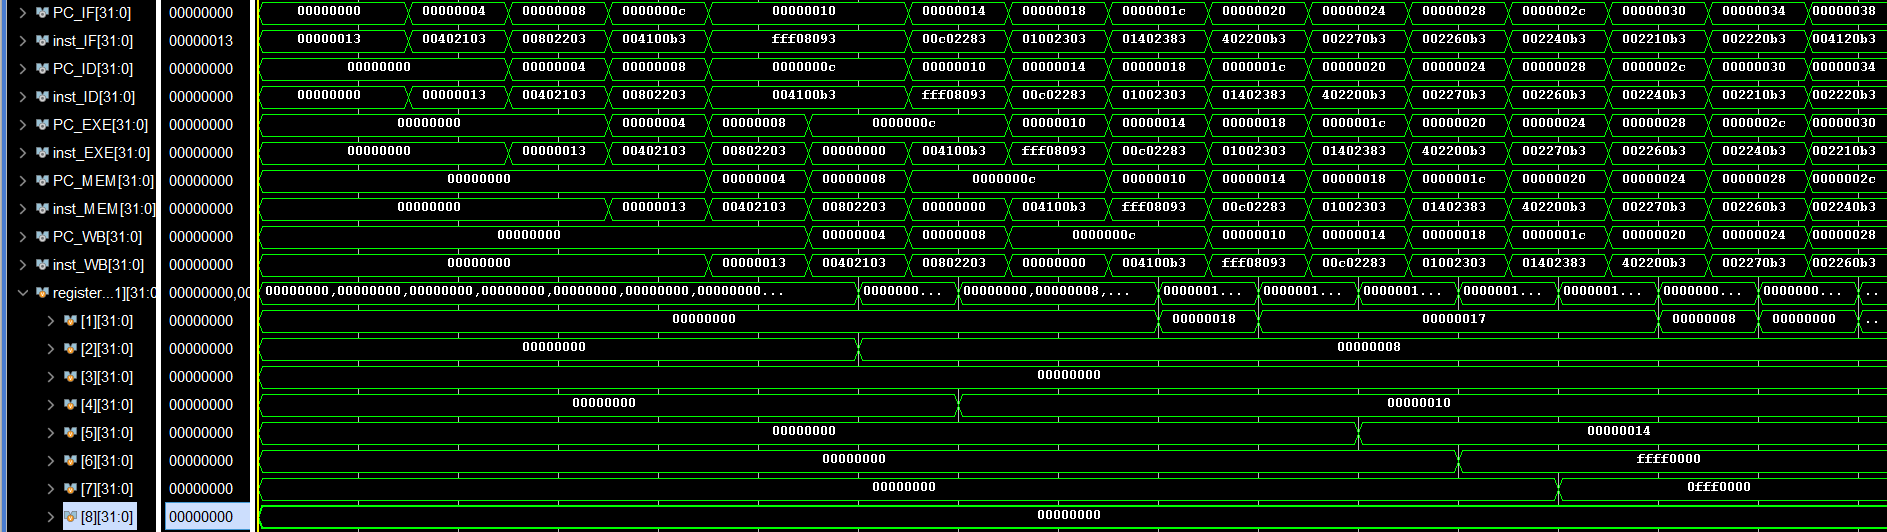 PC_IF[31:0] 00000000 00000000 00000004 00000008 0000000c 00000010 00000014 00000018 0000001c 00000020 00000024 00000028 0000002c 00000030 00000034 00000038
inst_IF[31:0] 00000013 00000013 00402103 00802203 004100b3 fff08093 00c02283 01002303 01402383 402200b3 002270b3 002260b3 002240b3 002210b3 002220b3 004120b3
PC_ID[31:0] 00000000 00000000 00000004 00000008 0000000c 00000010 00000014 00000018 0000001c 00000020 00000024 00000028 0000002c 00000030 00000034
inst_ID[31:0] 00000000 00000000 00000013 00402103 00802203 004100b3 fff08093 00c02283 01002303 01402383 402200b3 002270b3 002260b3 002240b3 002210b3 002220b3
PC_EXE[31:0] 00000000 00000000 00000004 00000008 0000000c 00000010 00000014 00000018 0000001c 00000020 00000024 00000028 0000002c 00000030
inst_EXE[31:0] 00000000 00000000 00000013 00402103 00802203 00000000 004100b3 fff08093 00c02283 01002303 01402383 402200b3 002270b3 002260b3 002240b3 002210b3
PC_MEM[31:0] 00000000 00000000 00000004 00000008 0000000c 00000010 00000014 00000018 0000001c 00000020 00000024 00000028 0000002c
inst_MEM[31:0] 00000000 00000000 00000013 00402103 00802203 00000000 004100b3 fff08093 00c02283 01002303 01402383 402200b3 002270b3 002260b3 002240b3
PC_WB[31:0] 00000000 00000000 00000004 00000008 0000000c 00000010 00000014 00000018 0000001c 00000020 00000024 00000028
inst_WB[31:0] 00000000 00000000 00000013 00402103 00802203 00000000 004100b3 fff08093 00c02283 01002303 01402383 402200b3 002270b3 002260b3
register...1][31:0 00000000,00 00000000,00000000,00000000,00000000,00000000,00000000,00000000... 0000000... 00000000,00000008,... 0000001... 0000001... 0000001... 0000001... 0000001... 0000000... 0000000... ..
[1][31:0] 00000000 00000000 00000018 00000017 00000008 00000000 ..
[2][31:0] 00000000 00000000 00000008
[3][31:0] 00000000 00000000
[4][31:0] 00000000 00000000 00000010
[5][31:0] 00000000 00000000 00000014
[6][31:0] 00000000 00000000 ffff0000
[7][31:0] 00000000 00000000 0fff0000
[8][31:0] 00000000 00000000